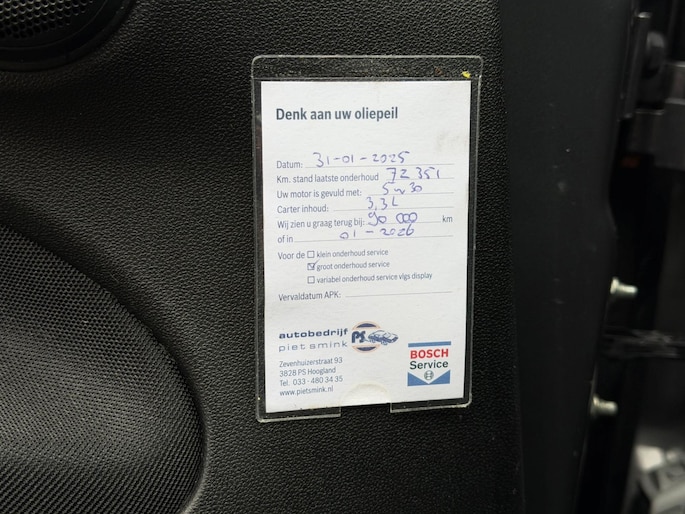 Denk aan uw oliepeil
Datum: 31-01-2025
Km. stand laatste onderhoud 72 351
Uw motor is gevuld met: 5w30
Carter inhoud: 3,3L
Wij zien u graag terug bij: 90 000 km
of in 01-2026
Voor de klein onderhoud service
groot onderhoud service
variabel onderhoud service vlgs display
Vervaldatum APK:
autobedrijf
piet smink
PS
Zevenhuizerstraat 93
3828 PS Hoogland
Tel. 033 - 480 34 35
www.pietsmink.nl
BOSCH
Service